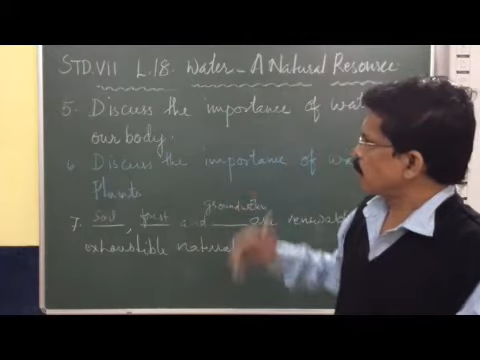 STD.VII L.18. Water - A Natural Resource
5. Discuss the importance of wat
our body.
6. Discuss the importance of wa
Plants
groundwater
7. Soil, forest and are renewabl
exhaustible natural